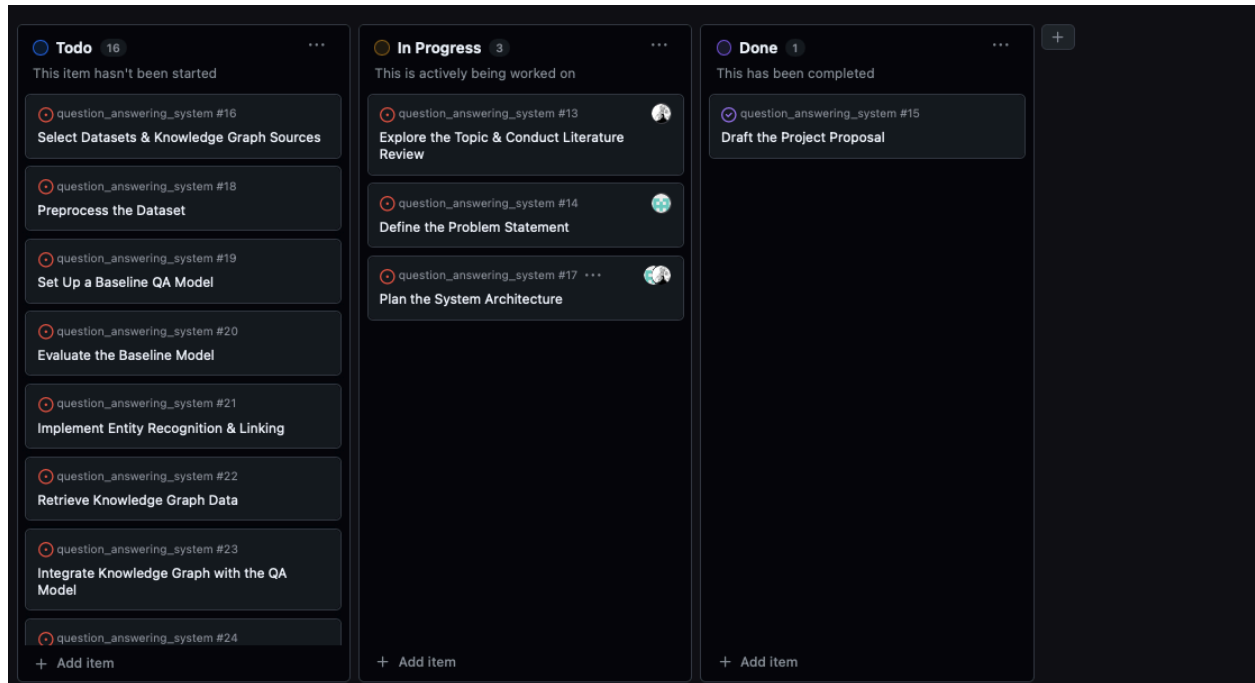 Todo 16
This item hasn't been started
question_answering_system #16
Select Datasets & Knowledge Graph Sources
question_answering_system #18
Preprocess the Dataset
question_answering_system #19
Set Up a Baseline QA Model
question_answering_system #20
Evaluate the Baseline Model
question_answering_system #21
Implement Entity Recognition & Linking
question_answering_system #22
Retrieve Knowledge Graph Data
question_answering_system #23
Integrate Knowledge Graph with the QA
Model
question_answering_system #24
+ Add item
In Progress 3
This is actively being worked on
question_answering_system #13
Explore the Topic & Conduct Literature
Review
question_answering_system #14
Define the Problem Statement
question_answering_system #17 ...
Plan the System Architecture
+ Add item
Done 1
This has been completed
question_answering_system #15
Draft the Project Proposal
+ Add item